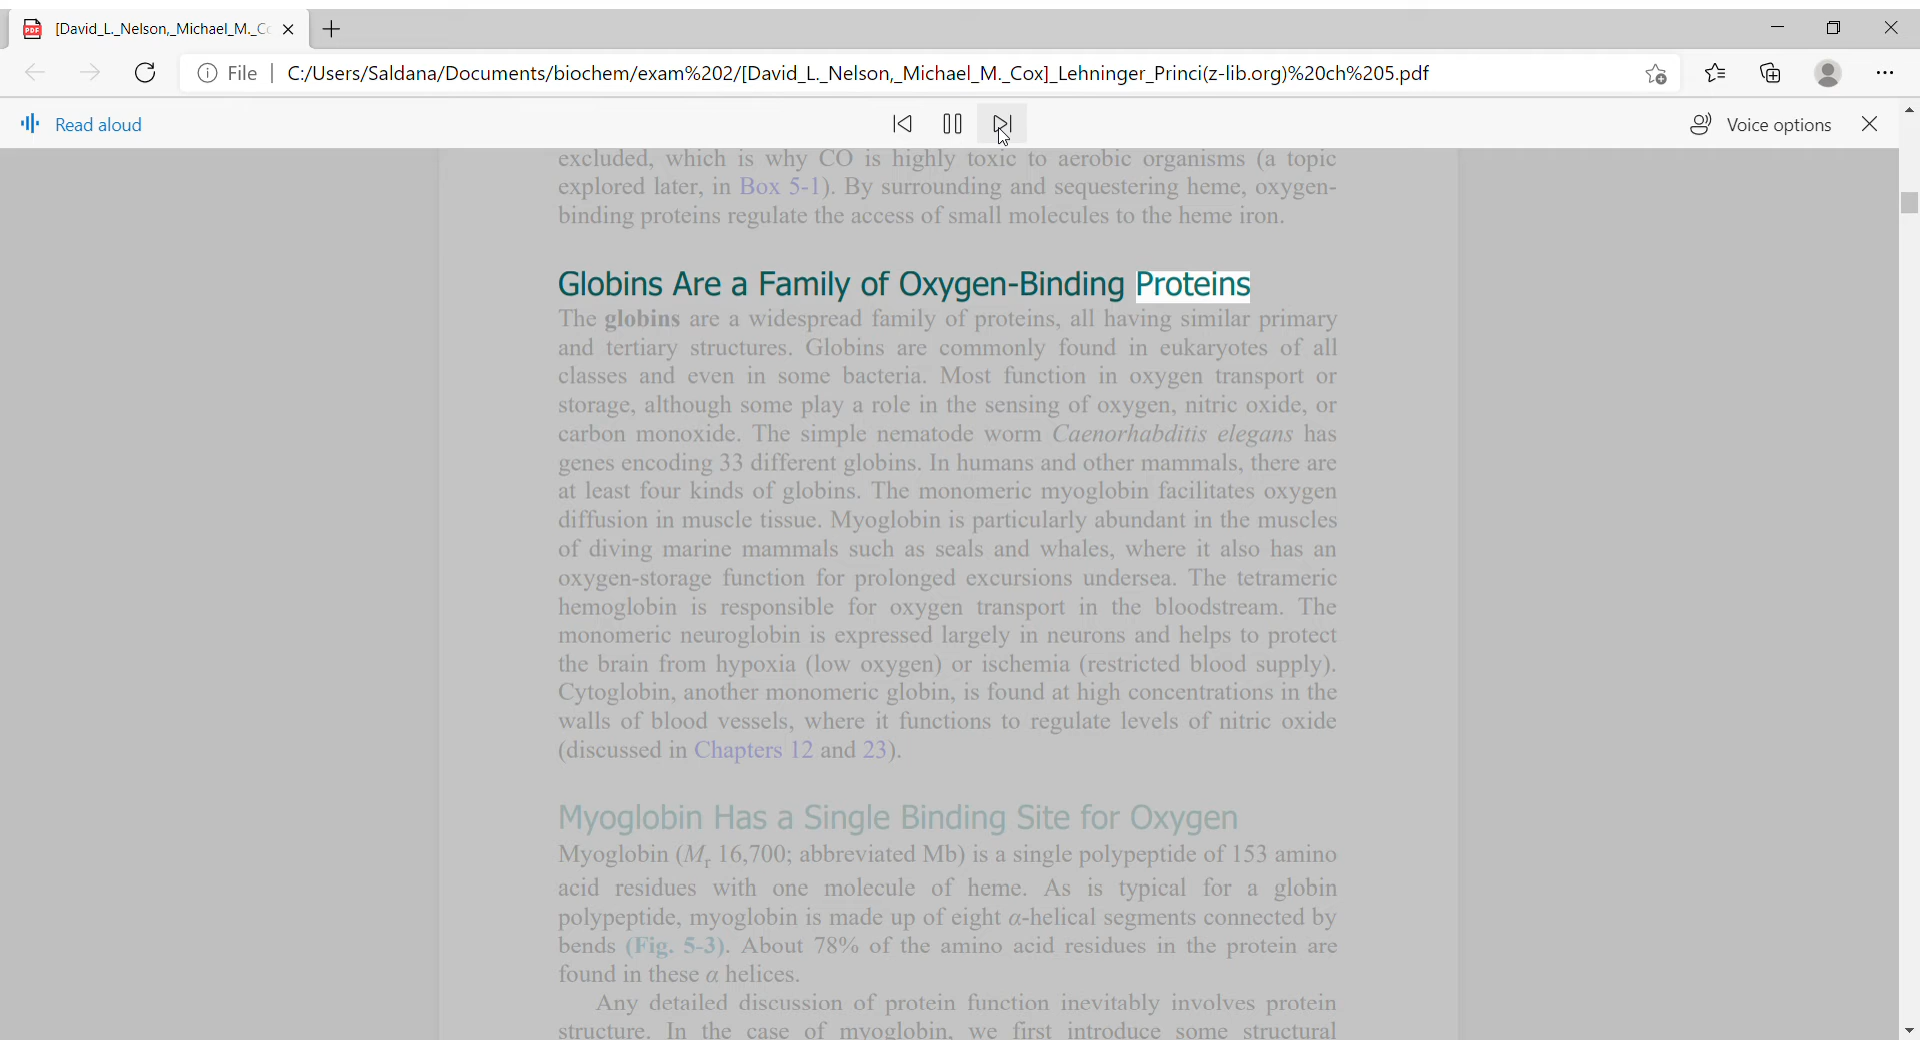 [David_L._Nelson,_Michael_M._Co
File
C:/Users/Saldana/Documents/biochem/exam%202/[David_L._Nelson,_Michael_M._Cox]_Lehninger_Princi(z-lib.org)%20ch%205.pdf
Read aloud
Voice options
excluded, which is why CO is highly toxic to aerobic organisms (a topic
explored later, in Box 5-1). By surrounding and sequestering heme, oxygen-
binding proteins regulate the access of small molecules to the heme iron.
Globins Are a Family of Oxygen-Binding Proteins
The globins are a widespread family of proteins, all having similar primary
and tertiary structures. Globins are commonly found in eukaryotes of all
classes and even in some bacteria. Most function in oxygen transport or
storage, although some play a role in the sensing of oxygen, nitric oxide, or
carbon monoxide. The simple nematode worm Caenorhabditis elegans has
genes encoding 33 different globins. In humans and other mammals, there are
at least four kinds of globins. The monomeric myoglobin facilitates oxygen
diffusion in muscle tissue. Myoglobin is particularly abundant in the muscles
of diving marine mammals such as seals and whales, where it also has an
oxygen-storage function for prolonged excursions undersea. The tetrameric
hemoglobin is responsible for oxygen transport in the bloodstream. The
monomeric neuroglobin is expressed largely in neurons and helps to protect
the brain from hypoxia (low oxygen) or ischemia (restricted blood supply).
Cytoglobin, another monomeric globin, is found at high concentrations in the
walls of blood vessels, where it functions to regulate levels of nitric oxide
(discussed in Chapters 12 and 23).
Myoglobin Has a Single Binding Site for Oxygen
Myoglobin (Mr 16,700; abbreviated Mb) is a single polypeptide of 153 amino
acid residues with one molecule of heme. As is typical for a globin
polypeptide, myoglobin is made up of eight α-helical segments connected by
bends (Fig. 5-3). About 78% of the amino acid residues in the protein are
found in these α helices.
Any detailed discussion of protein function inevitably involves protein
structure. In the case of myoglobin, we first introduce some structural